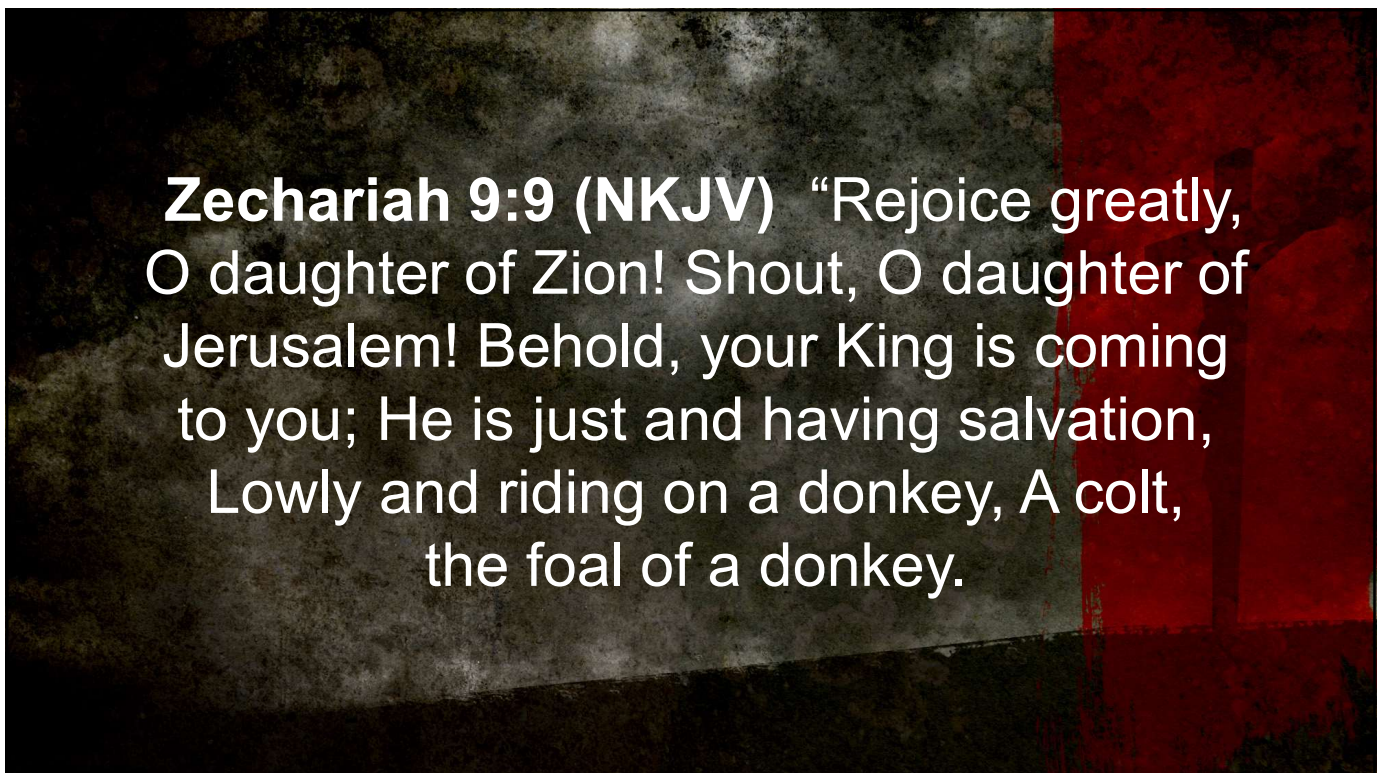 Zechariah 9:9 (NKJV)  “Rejoice greatly,
O daughter of Zion! Shout, O daughter of
Jerusalem! Behold, your King is coming
to you; He is just and having salvation,
Lowly and riding on a donkey, A colt,
the foal of a donkey.